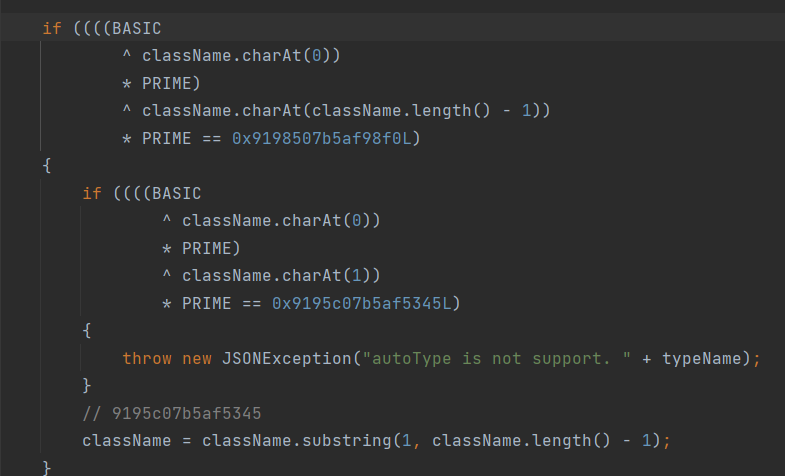 if ((((BASIC
^ className.charAt(0))
* PRIME)
^ className.charAt(className.length() - 1))
* PRIME == 0x9198507b5af98f0L)
{
if ((((BASIC
^ className.charAt(0))
* PRIME)
^ className.charAt(1))
* PRIME == 0x9195c07b5af5345L)
{
throw new JSONException("autoType is not support. " + typeName);
}
// 9195c07b5af5345
className = className.substring(1, className.length() - 1);
}